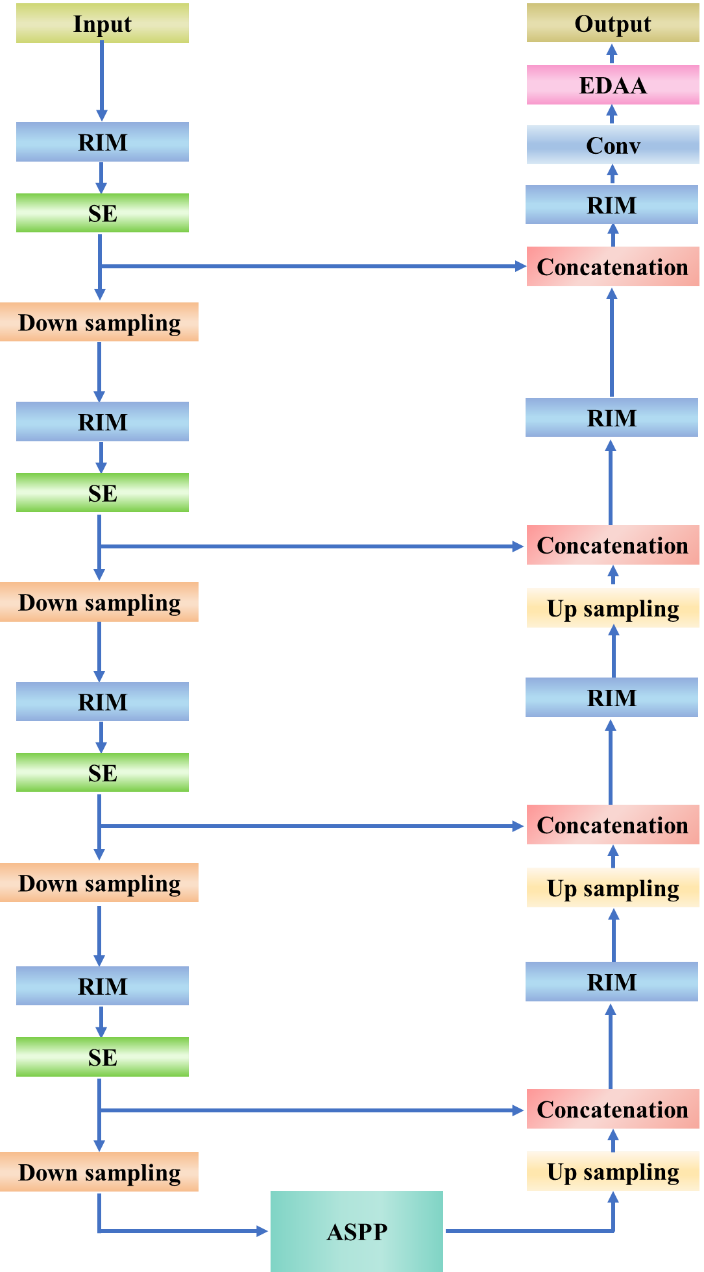 Input
RIM
SE
Down sampling
RIM
SE
Down sampling
RIM
SE
Down sampling
RIM
SE
Down sampling
ASPP
Output
EDAA
Conv
RIM
Concatenation
RIM
Concatenation
Up sampling
RIM
Concatenation
Up sampling
RIM
Concatenation
Up sampling